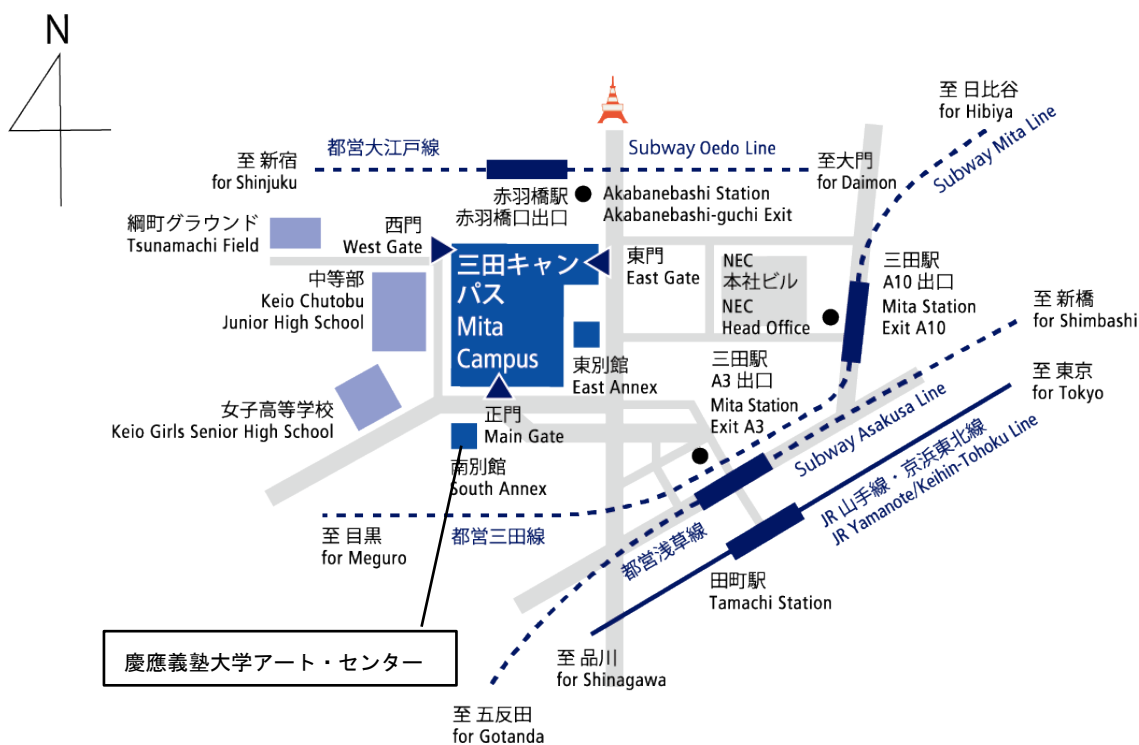 N
至 日比谷
for Hibiya
Subway Mita Line
都営大江戸線
Subway Oedo Line
至 新宿
for Shinjuku
至大門
for Daimon
赤羽橋駅
赤羽橋口出口
Akabanebashi Station
Akabanebashi-guchi Exit
綱町グラウンド
Tsunamachi Field
西門
West Gate
三田キャン
パス
Mita
Campus
東門
East Gate
NEC
本社ビル
NEC
Head Office
三田駅
A10 出口
Mita Station
Exit A10
中等部
Keio Chutobu
Junior High School
至 新橋
for Shimbashi
東別館
East Annex
三田駅
A3 出口
Mita Station
Exit A3
至 東京
for Tokyo
女子高等学校
Keio Girls Senior High School
正門
Main Gate
Subway Asakusa Line
南別館
South Annex
JR 山手線・京浜東北線
JR Yamanote/Keihin-Tohoku Line
至 目黒
for Meguro
都営三田線
都営浅草線
田町駅
Tamachi Station
慶應義塾大学アート・センター
至 品川
for Shinagawa
至 五反田
for Gotanda